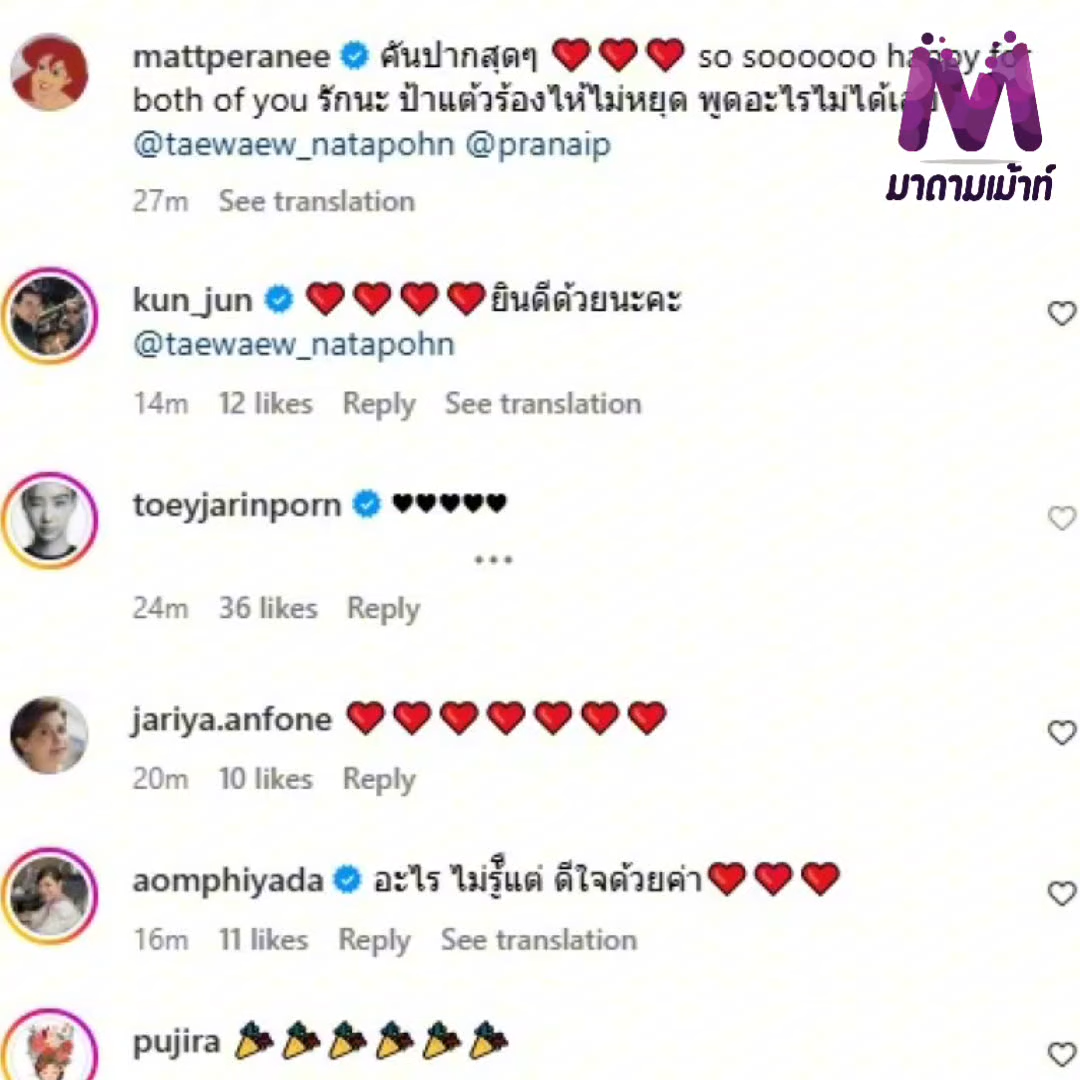 mattperanee คันปากสุดๆ ❤️❤️❤️ so soooooo happy for
both of you รักนะ ป้าแต้วร้องไห้ไม่หยุด พูดอะไรไม่ได้เลย
@taewaew_natapohn @pranaip
27m See translation
M
มาดามเม้าท์
kun_jun ❤️❤️❤️❤️ยินดีด้วยนะคะ
@taewaew_natapohn
14m 12 likes Reply See translation
toeyjarinporn 🖤🖤🖤🖤🖤
•••
24m 36 likes Reply
jariya.anfone ❤️❤️❤️❤️❤️❤️❤️
20m 10 likes Reply
aomphiyada อะไร ไม่รู้แต่ ดีใจด้วยค่า❤️❤️❤️
16m 11 likes Reply See translation
pujira 🎉🎉🎉🎉🎉🎉